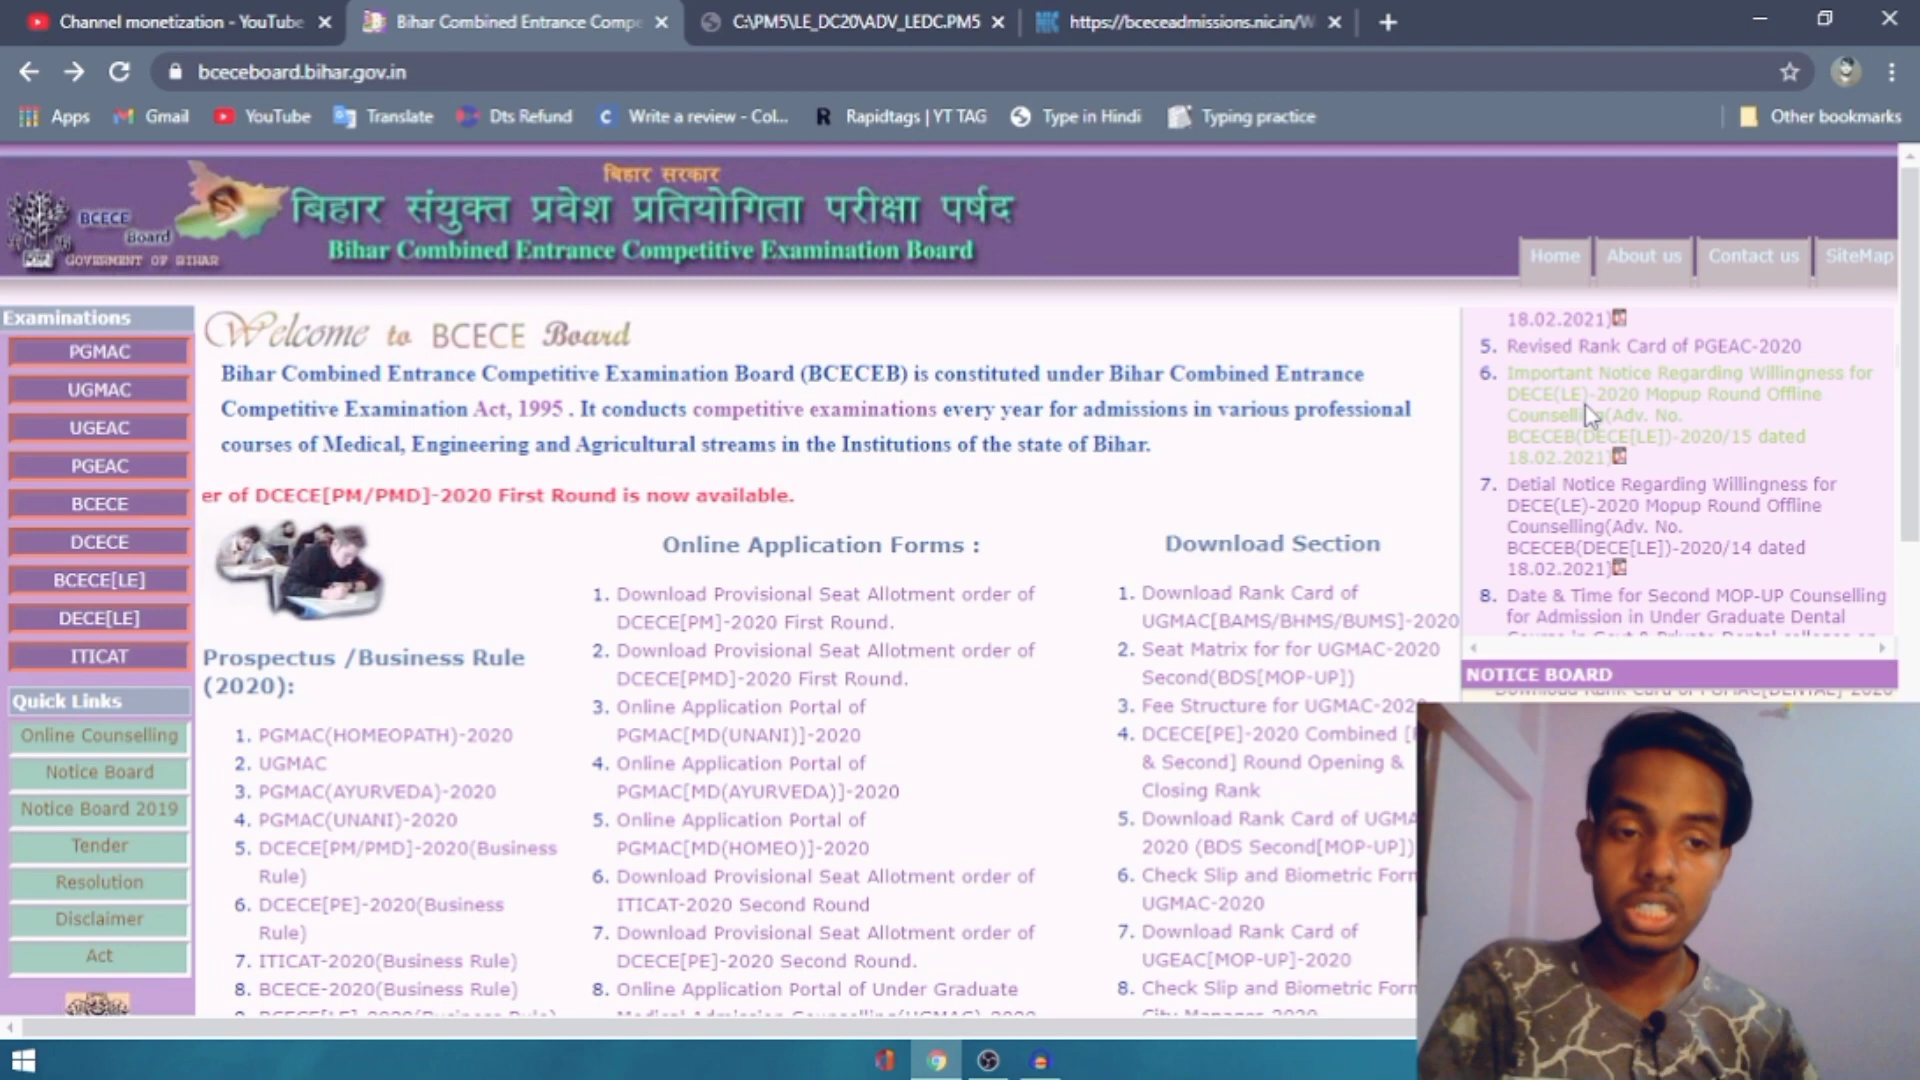 Channel monetization - YouTube
Bihar Combined Entrance Compe
C:\PM5\LE_DC20\ADV_LEDC.PM5
NIC https://bceceadmissions.nic.in/W
bceceboard.bihar.gov.in
Apps Gmail YouTube Translate Dts Refund Write a review - Col... Rapidtags | YT TAG Type in Hindi Typing practice Other bookmarks
बिहार सरकार
बिहार संयुक्त प्रवेश प्रतियोगिता परीक्षा पर्षद
Bihar Combined Entrance Competitive Examination Board
BCECE
Board
GOVERNMENT OF BIHAR
Home About us Contact us SiteMap
Examinations
PGMAC
UGMAC
UGEAC
PGEAC
BCECE
DCECE
BCECE[LE]
DECE[LE]
ITICAT
Quick Links
Online Counselling
Notice Board
Notice Board 2019
Tender
Resolution
Disclaimer
Act
Welcome to BCECE Board
Bihar Combined Entrance Competitive Examination Board (BCECEB) is constituted under Bihar Combined Entrance
Competitive Examination Act, 1995 . It conducts competitive examinations every year for admissions in various professional
courses of Medical, Engineering and Agricultural streams in the Institutions of the state of Bihar.
er of DCECE[PM/PMD]-2020 First Round is now available.
Prospectus /Business Rule
(2020):
1. PGMAC(HOMEOPATH)-2020
2. UGMAC
3. PGMAC(AYURVEDA)-2020
4. PGMAC(UNANI)-2020
5. DCECE[PM/PMD]-2020(Business
Rule)
6. DCECE[PE]-2020(Business
Rule)
7. ITICAT-2020(Business Rule)
8. BCECE-2020(Business Rule)
Online Application Forms :
1. Download Provisional Seat Allotment order of
DCECE[PM]-2020 First Round.
2. Download Provisional Seat Allotment order of
DCECE[PMD]-2020 First Round.
3. Online Application Portal of
PGMAC[MD(UNANI)]-2020
4. Online Application Portal of
PGMAC[MD(AYURVEDA)]-2020
5. Online Application Portal of
PGMAC[MD(HOMEO)]-2020
6. Download Provisional Seat Allotment order of
ITICAT-2020 Second Round
7. Download Provisional Seat Allotment order of
DCECE[PE]-2020 Second Round.
8. Online Application Portal of Under Graduate
Download Section
1. Download Rank Card of
UGMAC[BAMS/BHMS/BUMS]-2020
2. Seat Matrix for for UGMAC-2020
Second(BDS[MOP-UP])
3. Fee Structure for UGMAC-202
4. DCECE[PE]-2020 Combined [
& Second] Round Opening &
Closing Rank
5. Download Rank Card of UGMA
2020 (BDS Second[MOP-UP])
6. Check Slip and Biometric Form
UGMAC-2020
7. Download Rank Card of
UGEAC[MOP-UP]-2020
8. Check Slip and Biometric Form
18.02.2021)
5. Revised Rank Card of PGEAC-2020
6. Important Notice Regarding Willingness for
DECE(LE)-2020 Mopup Round Offline
Counselling(Adv. No.
BCECEB(DECE[LE])-2020/15 dated
18.02.2021)
7. Detial Notice Regarding Willingness for
DECE(LE)-2020 Mopup Round Offline
Counselling(Adv. No.
BCECEB(DECE[LE])-2020/14 dated
18.02.2021)
8. Date & Time for Second MOP-UP Counselling
for Admission in Under Graduate Dental
NOTICE BOARD